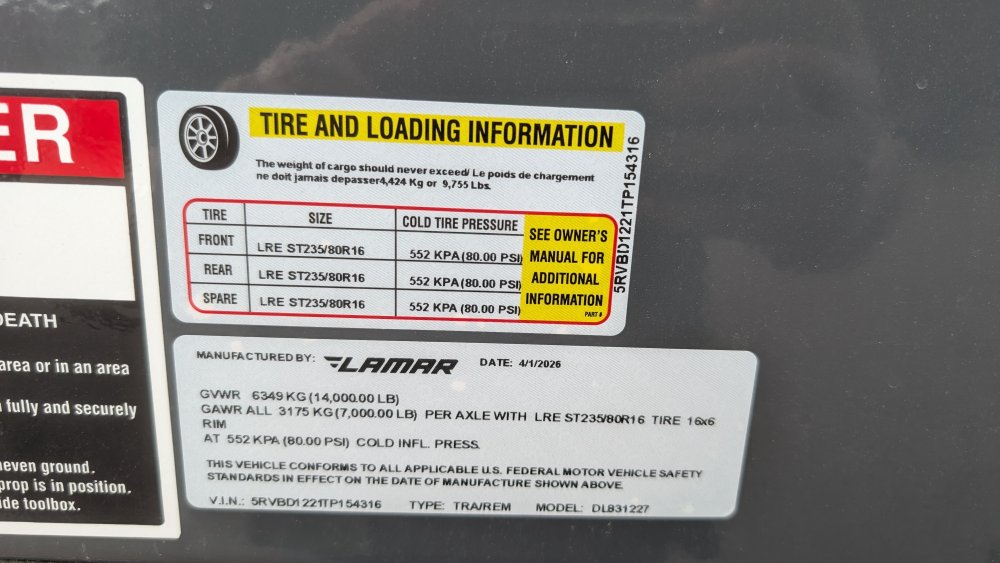 ER
DEATH
area or in an area
fully and securely
neven ground.
prop is in position.
ide toolbox.
TIRE AND LOADING INFORMATION
The weight of cargo should never exceed/ Le poids de chargement
ne doit jamais depasser4,424 Kg or 9,755 Lbs.
TIRE SIZE COLD TIRE PRESSURE
FRONT LRE ST235/80R16 552 KPA (80.00 PSI)
REAR LRE ST235/80R16 552 KPA (80.00 PSI)
SPARE LRE ST235/80R16 552 KPA (80.00 PSI)
SEE OWNER'S
MANUAL FOR
ADDITIONAL
INFORMATION
PART #
5RVBD1221TP154316
MANUFACTURED BY: LAMAR DATE: 4/1/2026
GVWR 6349 KG (14,000.00 LB)
GAWR ALL 3175 KG (7,000.00 LB) PER AXLE WITH LRE ST235/80R16 TIRE 16x6
RIM
AT 552 KPA (80.00 PSI) COLD INFL. PRESS.
THIS VEHICLE CONFORMS TO ALL APPLICABLE U.S. FEDERAL MOTOR VEHICLE SAFETY
STANDARDS IN EFFECT ON THE DATE OF MANUFACTURE SHOWN ABOVE.
V.I.N.: 5RVBD1221TP154316 TYPE: TRA/REM MODEL: DL831227